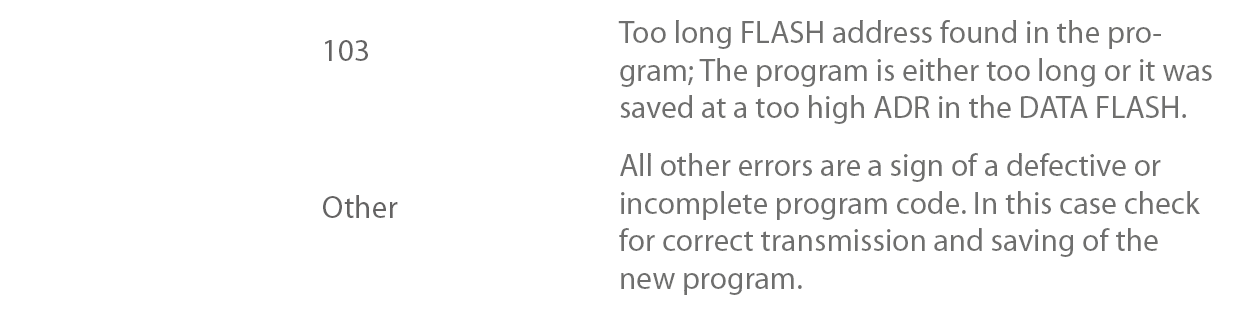 103
Too long FLASH address found in the pro-
gram; The program is either too long or it was
saved at a too high ADR in the DATA FLASH.
Other
All other errors are a sign of a defective or
incomplete program code. In this case check
for correct transmission and saving of the
new program.